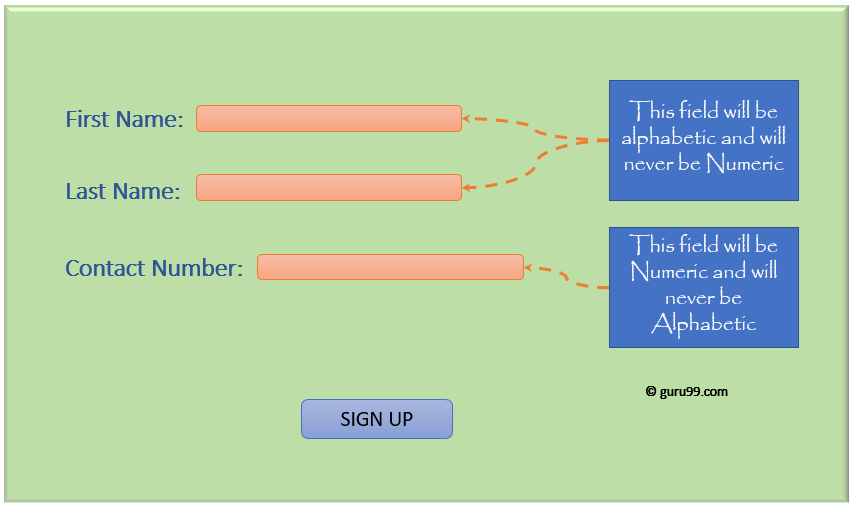 First Name:
This field will be
alphabetic and will
never be Numeric
Last Name:
Contact Number:
This field will be
Numeric and will
never be
Alphabetic
© guru99.com
SIGN UP